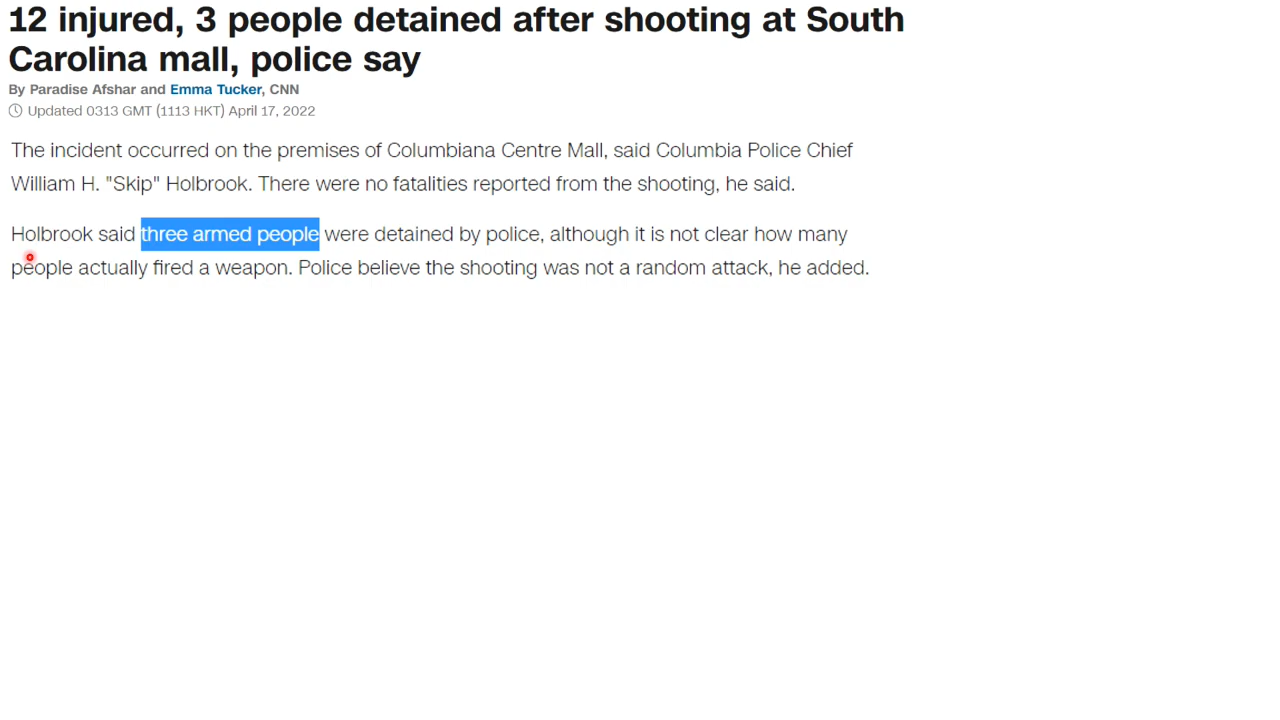 12 injured, 3 people detained after shooting at South
Carolina mall, police say
By Paradise Afshar and Emma Tucker, CNN
Updated 0313 GMT (1113 HKT) April 17, 2022
The incident occurred on the premises of Columbiana Centre Mall, said Columbia Police Chief
William H. "Skip" Holbrook. There were no fatalities reported from the shooting, he said.
Holbrook said three armed people were detained by police, although it is not clear how many
people actually fired a weapon. Police believe the shooting was not a random attack, he added.